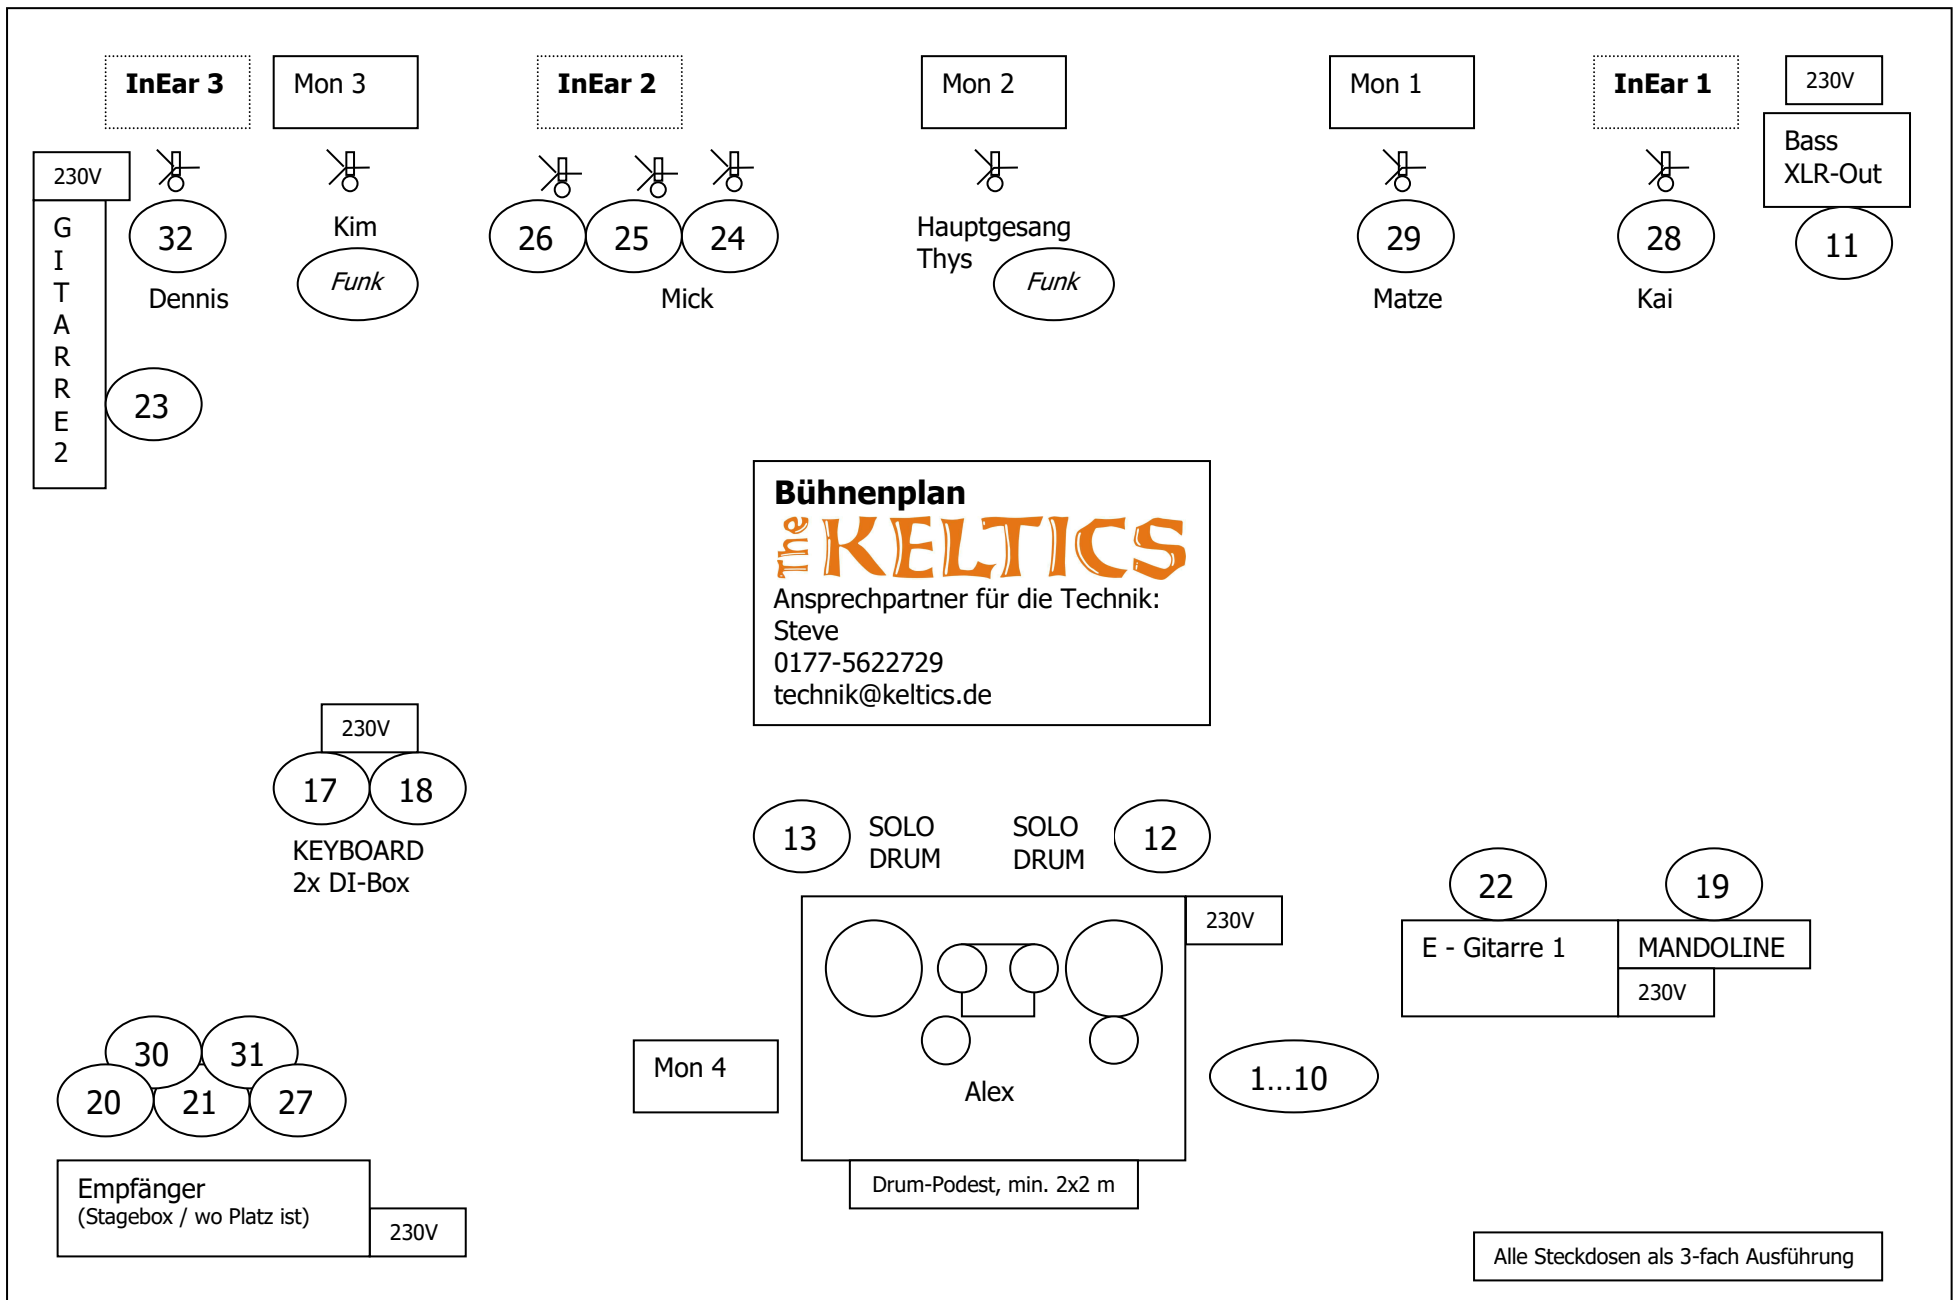 InEar 3
Mon 3
InEar 2
Mon 2
Mon 1
InEar 1
230V
Bass
XLR-Out
11
230V
GITARRE2
32
Dennis
Kim
Funk
26
25
24
Mick
Hauptgesang
Thys
Funk
29
Matze
28
Kai
23
Bühnenplan
The KELTICS
Ansprechpartner für die Technik:
Steve
0177-5622729
technik@keltics.de
230V
17
18
KEYBOARD
2x DI-Box
13
SOLO
DRUM
SOLO
DRUM
12
230V
22
19
E - Gitarre 1
MANDOLINE
230V
30
31
20
21
27
Mon 4
Alex
1...10
Drum-Podest, min. 2x2 m
Empfänger
(Stagebox / wo Platz ist)
230V
Alle Steckdosen als 3-fach Ausführung